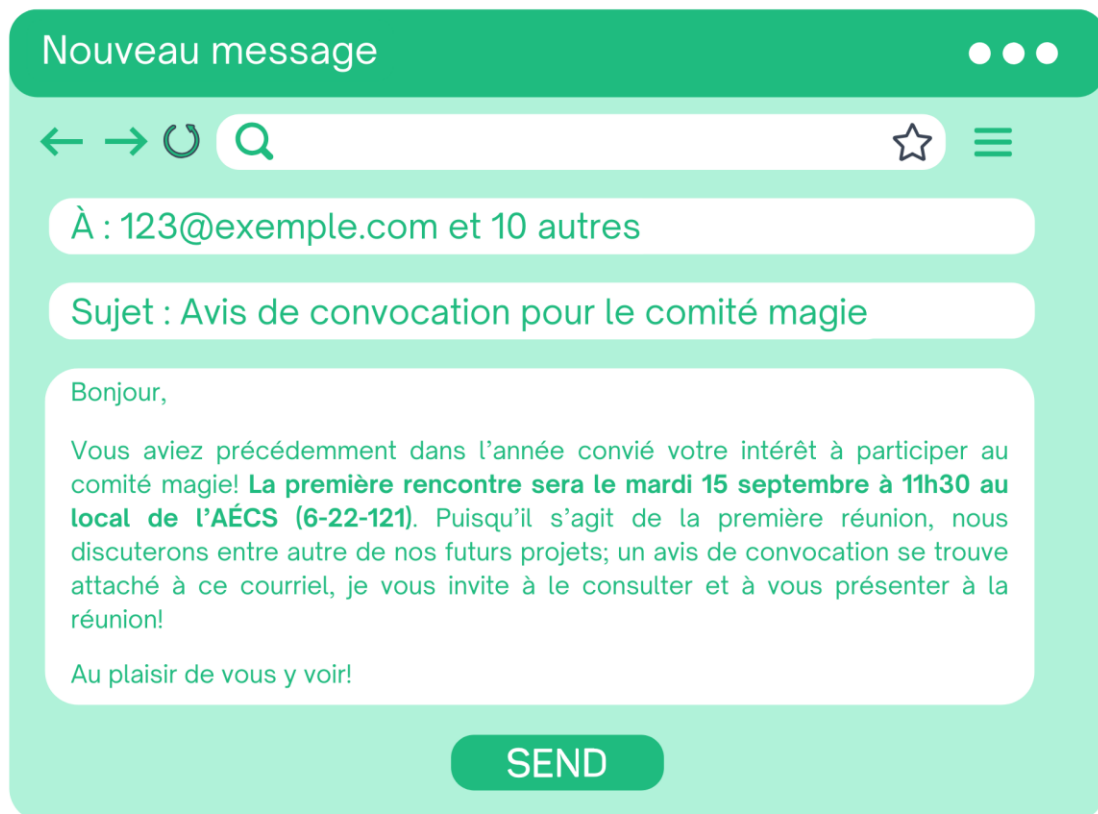 Nouveau message
À : 123@exemple.com et 10 autres
Sujet : Avis de convocation pour le comité magie
Bonjour,
Vous aviez précédemment dans l'année convié votre intérêt à participer au
comité magie! La première rencontre sera le mardi 15 septembre à 11h30 au
local de l'AÉCS (6-22-121). Puisqu'il s'agit de la première réunion, nous
discuterons entre autre de nos futurs projets; un avis de convocation se trouve
attaché à ce courriel, je vous invite à le consulter et à vous présenter à la
réunion!
Au plaisir de vous y voir!
SEND